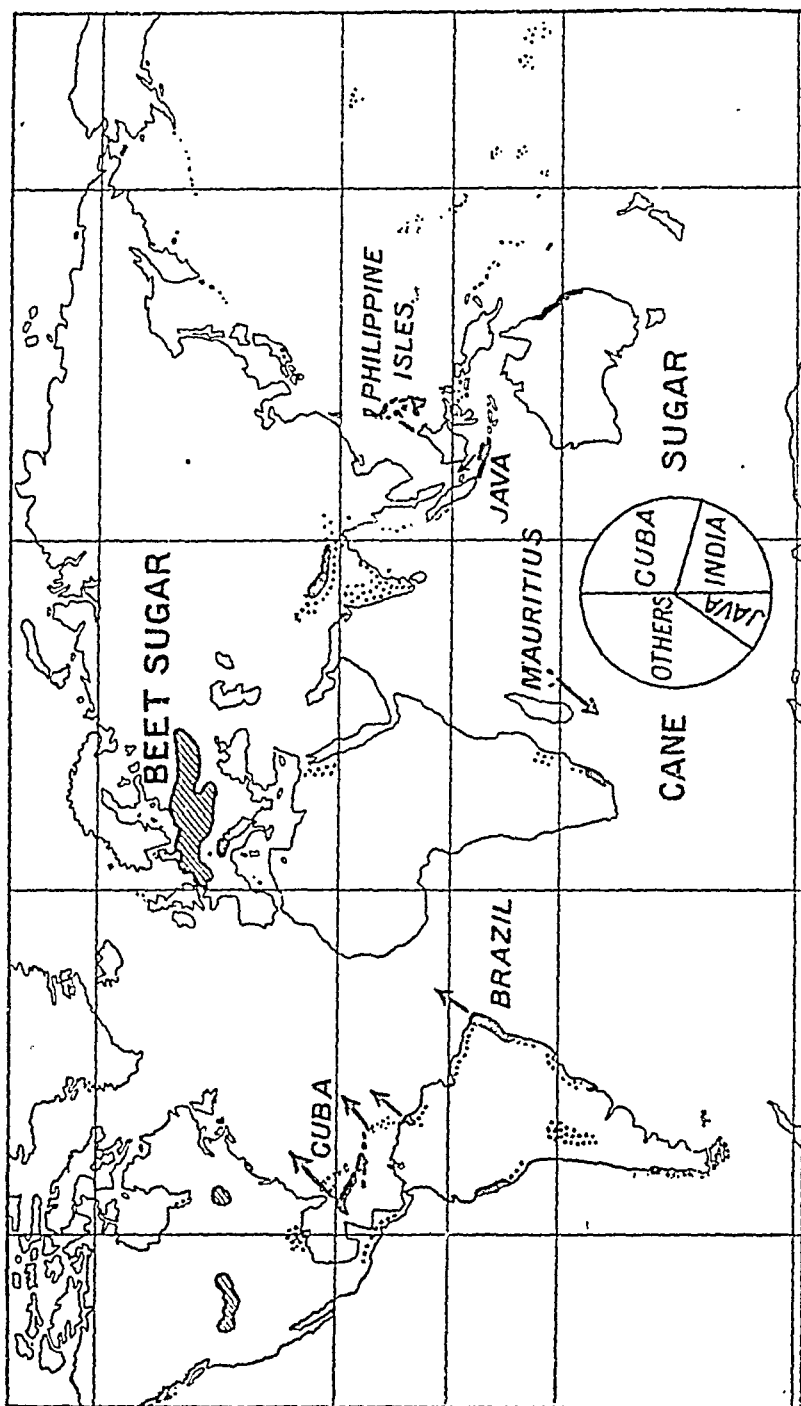 BEET SUGAR
PHILIPPINE
ISLES
CUBA
JAVA
MAURITIUS
BRAZIL
CANE SUGAR
CUBA
INDIA
JAVA
OTHERS